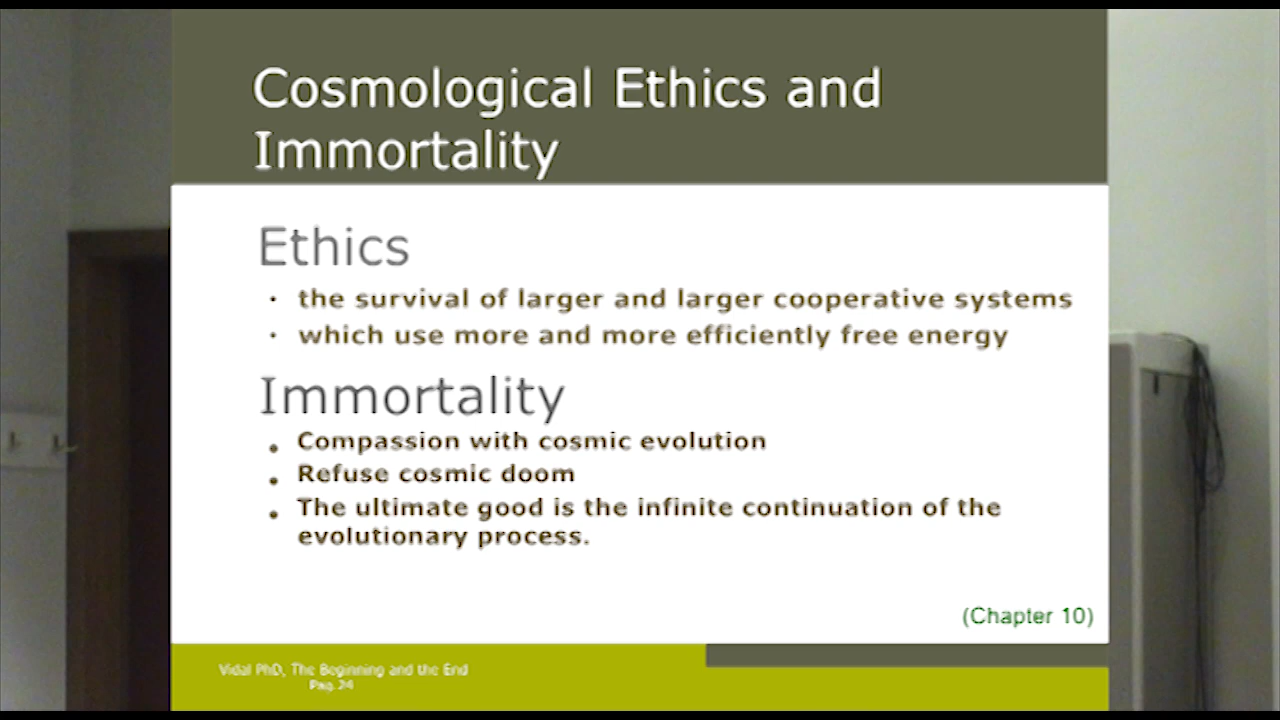 Cosmological Ethics and
Immortality
Ethics
· the survival of larger and larger cooperative systems
· which use more and more efficiently free energy
Immortality
• Compassion with cosmic evolution
• Refuse cosmic doom
• The ultimate good is the infinite continuation of the
evolutionary process.
(Chapter 10)
Vidal PhD, The Beginning and the End
Pag. 24